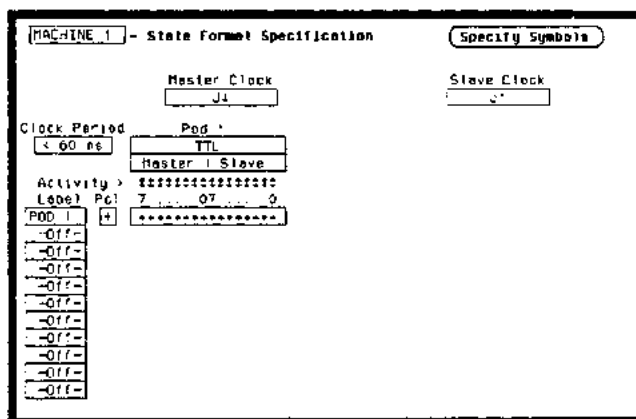 MACHINE 1 - State Format Specification Specify Symbols
Master Clock Slave Clock
J↓ J↑
Clock Period Pod 1
< 60 ns TTL
Master | Slave
Activity > ↕↕↕↕↕↕↕↕↕↕↕↕↕↕↕↕
Label Pol 7 .... 07 .... 0
POD 1 + ****************
-Off-
-Off-
-Off-
-Off-
-Off-
-Off-
-Off-
-Off-
-Off-
-Off-